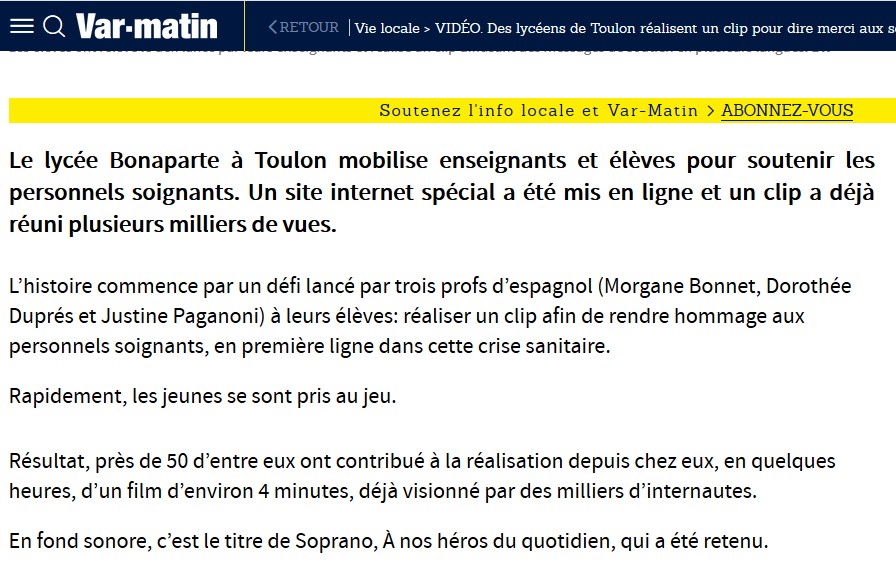 Var-matin
RETOUR
Vie locale > VIDÉO. Des lycéens de Toulon réalisent un clip pour dire merci aux
Soutenez l'info locale et Var-Matin > ABONNEZ-VOUS
Le lycée Bonaparte à Toulon mobilise enseignants et élèves pour soutenir les
personnels soignants. Un site internet spécial a été mis en ligne et un clip a déjà
réuni plusieurs milliers de vues.
L’histoire commence par un défi lancé par trois profs d’espagnol (Morgane Bonnet, Dorothée
Duprés et Justine Paganoni) à leurs élèves: réaliser un clip afin de rendre hommage aux
personnels soignants, en première ligne dans cette crise sanitaire.
Rapidement, les jeunes se sont pris au jeu.
Résultat, près de 50 d’entre eux ont contribué à la réalisation depuis chez eux, en quelques
heures, d’un film d’environ 4 minutes, déjà visionné par des milliers d’internautes.
En fond sonore, c’est le titre de Soprano, À nos héros du quotidien, qui a été retenu.